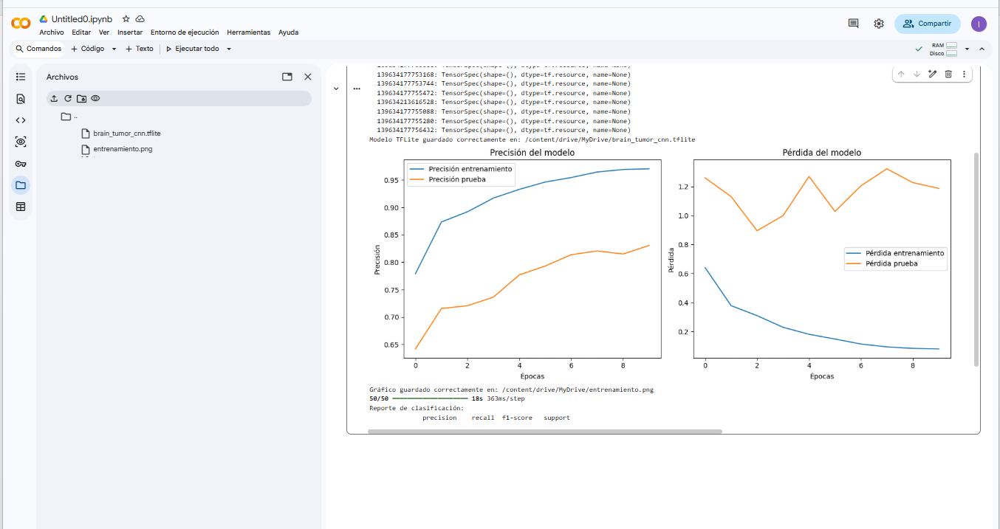 Untitled0.ipynb
Archivo Editar Ver Insertar Entorno de ejecución Herramientas Ayuda
Compartir
I
Comandos + Código + Texto Ejecutar todo
RAM
Disco
Archivos
..
brain_tumor_cnn.tflite
entrenamiento.png
139634177753168: TensorSpec(shape=(), dtype=tf.resource, name=None)
139634177753744: TensorSpec(shape=(), dtype=tf.resource, name=None)
139634177755472: TensorSpec(shape=(), dtype=tf.resource, name=None)
139634213616528: TensorSpec(shape=(), dtype=tf.resource, name=None)
139634177755088: TensorSpec(shape=(), dtype=tf.resource, name=None)
139634177755280: TensorSpec(shape=(), dtype=tf.resource, name=None)
139634177756432: TensorSpec(shape=(), dtype=tf.resource, name=None)
Modelo TFLite guardado correctamente en: /content/drive/MyDrive/brain_tumor_cnn.tflite
Precisión del modelo
Precisión entrenamiento
Precisión prueba
0.95
0.90
0.85
0.80
0.75
0.70
0.65
Precisión
0 2 4 6 8
Épocas
Pérdida del modelo
1.2
1.0
0.8
0.6
0.4
0.2
Pérdida
Pérdida entrenamiento
Pérdida prueba
0 2 4 6 8
Épocas
Gráfico guardado correctamente en: /content/drive/MyDrive/entrenamiento.png
50/50 18s 363ms/step
Reporte de clasificación:
precision recall f1-score support